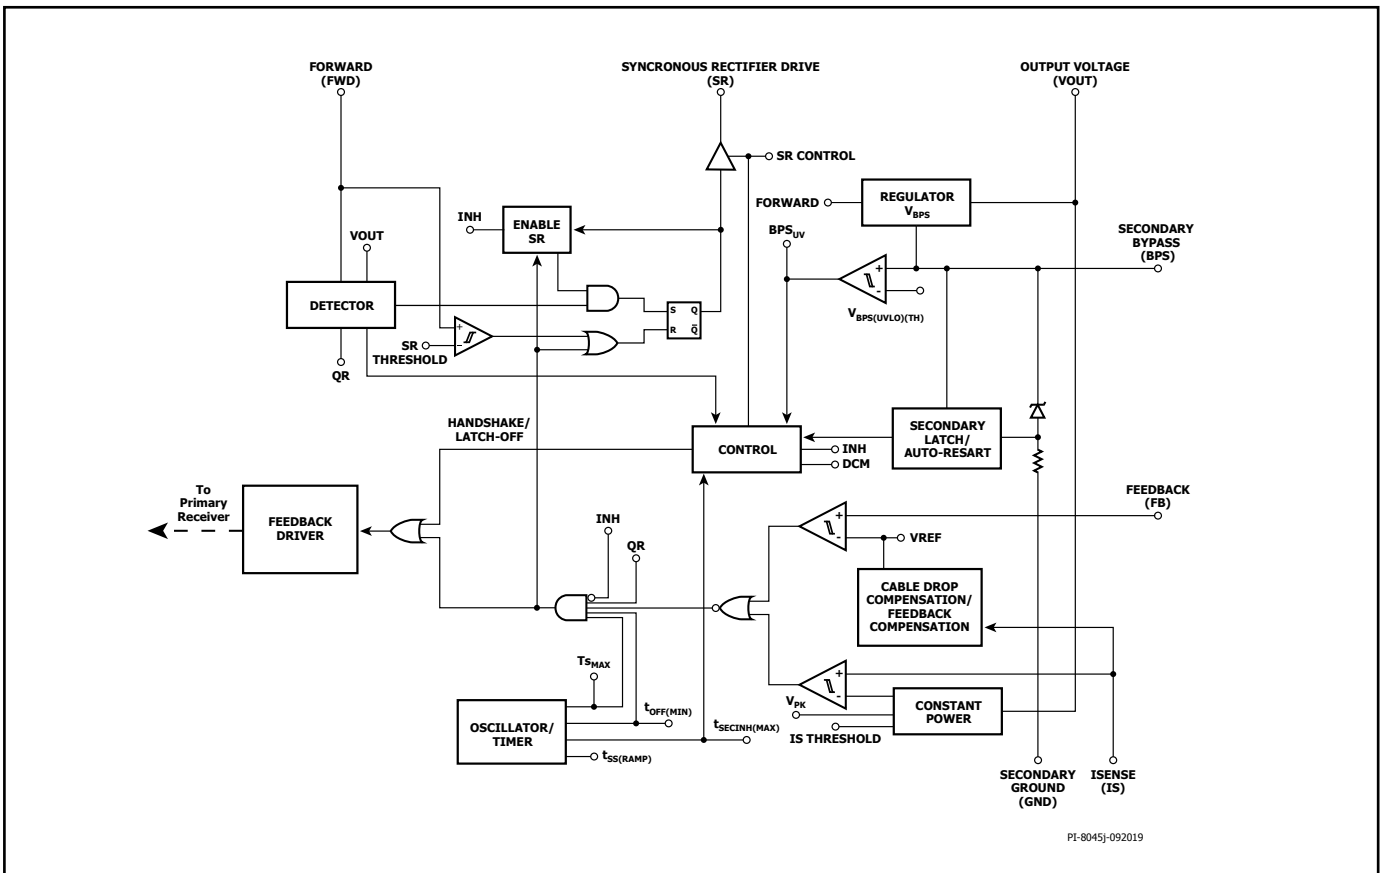 FORWARD
(FWD)
SYNCRONOUS RECTIFIER DRIVE
(SR)
OUTPUT VOLTAGE
(VOUT)
SR CONTROL
REGULATOR
VBPS
FORWARD
INH
ENABLE
SR
BPSUV
SECONDARY
BYPASS
(BPS)
VOUT
DETECTOR
+
-
VBPS(UVLO)(TH)
S Q
R Q̅
+
−
SR
THRESHOLD
QR
HANDSHAKE/
LATCH-OFF
CONTROL
SECONDARY
LATCH/
AUTO-RESART
INH
DCM
To
Primary
Receiver
FEEDBACK
DRIVER
INH
QR
FEEDBACK
(FB)
+
-
VREF
CABLE DROP
COMPENSATION/
FEEDBACK
COMPENSATION
TsMAX
+
-
VPK
CONSTANT
POWER
OSCILLATOR/
TIMER
tOFF(MIN)
tSECINH(MAX)
IS THRESHOLD
tSS(RAMP)
SECONDARY
GROUND
(GND)
ISENSE
(IS)
PI-8045j-092019